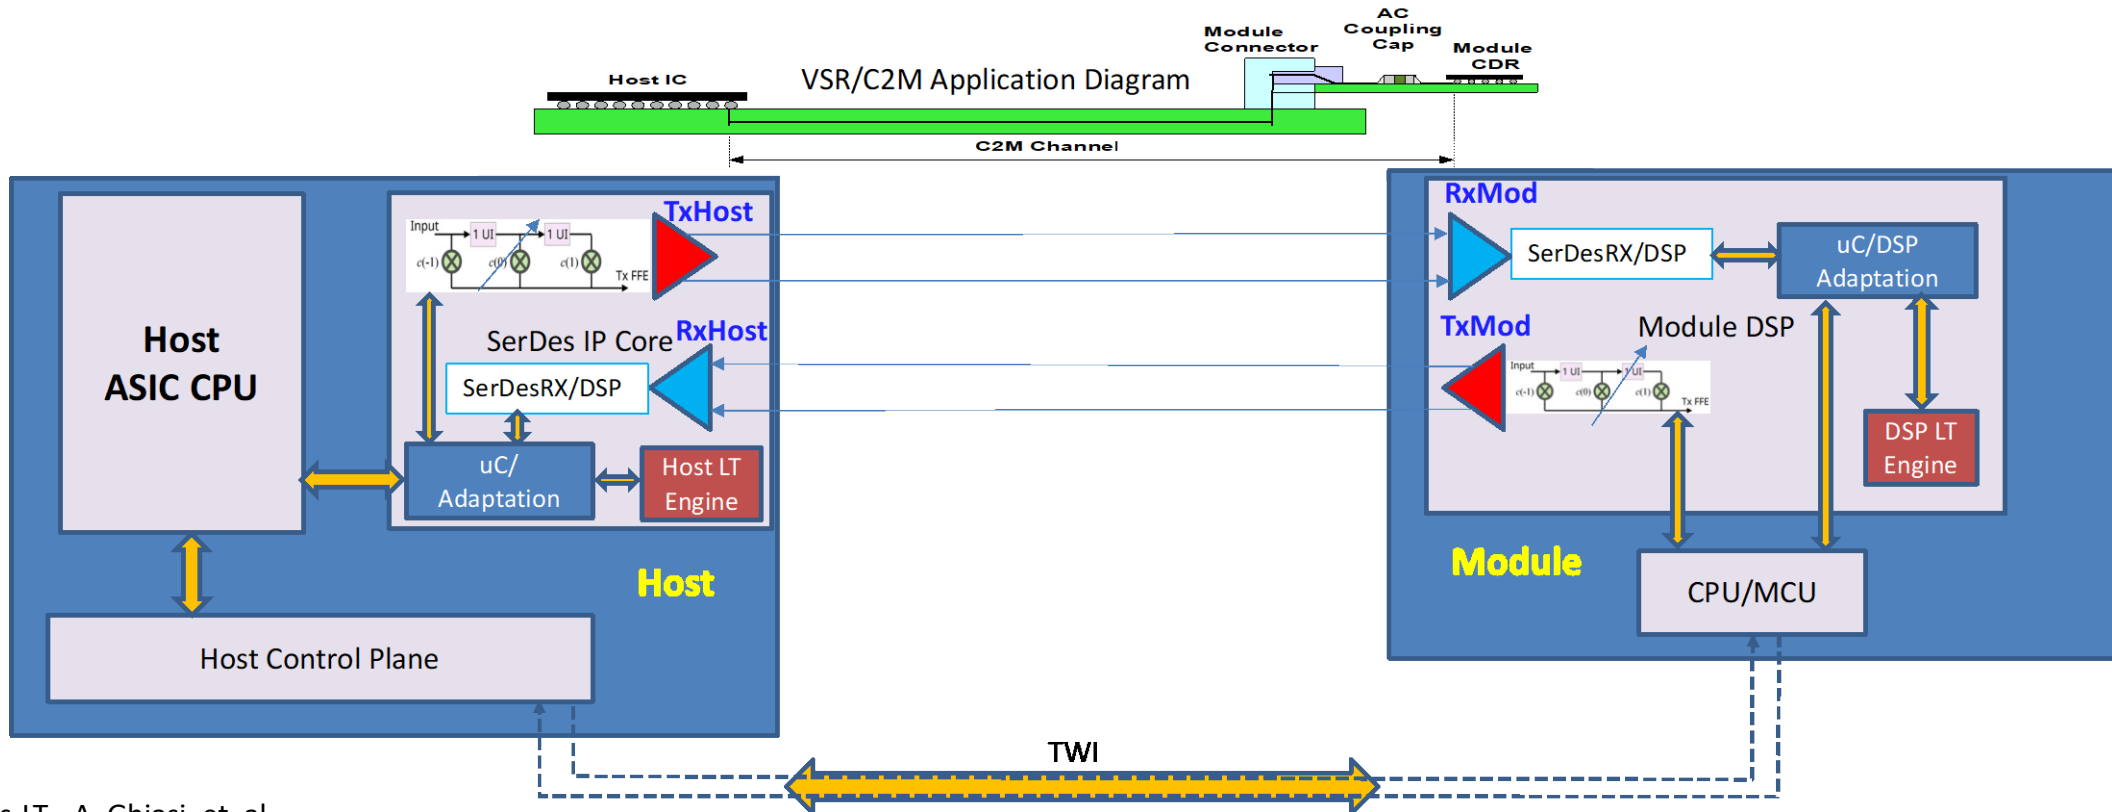 AC
Coupling
Cap
Module
Connector
Module
CDR
Host IC
VSR/C2M Application Diagram
C2M Channel
TxHost
Input
1 UI
1 UI
c(-1)
c(0)
c(1)
Tx FFE
Host
ASIC CPU
SerDes IP Core
RxHost
SerDesRX/DSP
uC/
Adaptation
Host LT
Engine
Host
Host Control Plane
RxMod
SerDesRX/DSP
uC/DSP
Adaptation
TxMod
Module DSP
Input
1 UI
1 UI
c(-1)
c(0)
c(1)
Tx FFE
DSP LT
Engine
Module
CPU/MCU
TWI